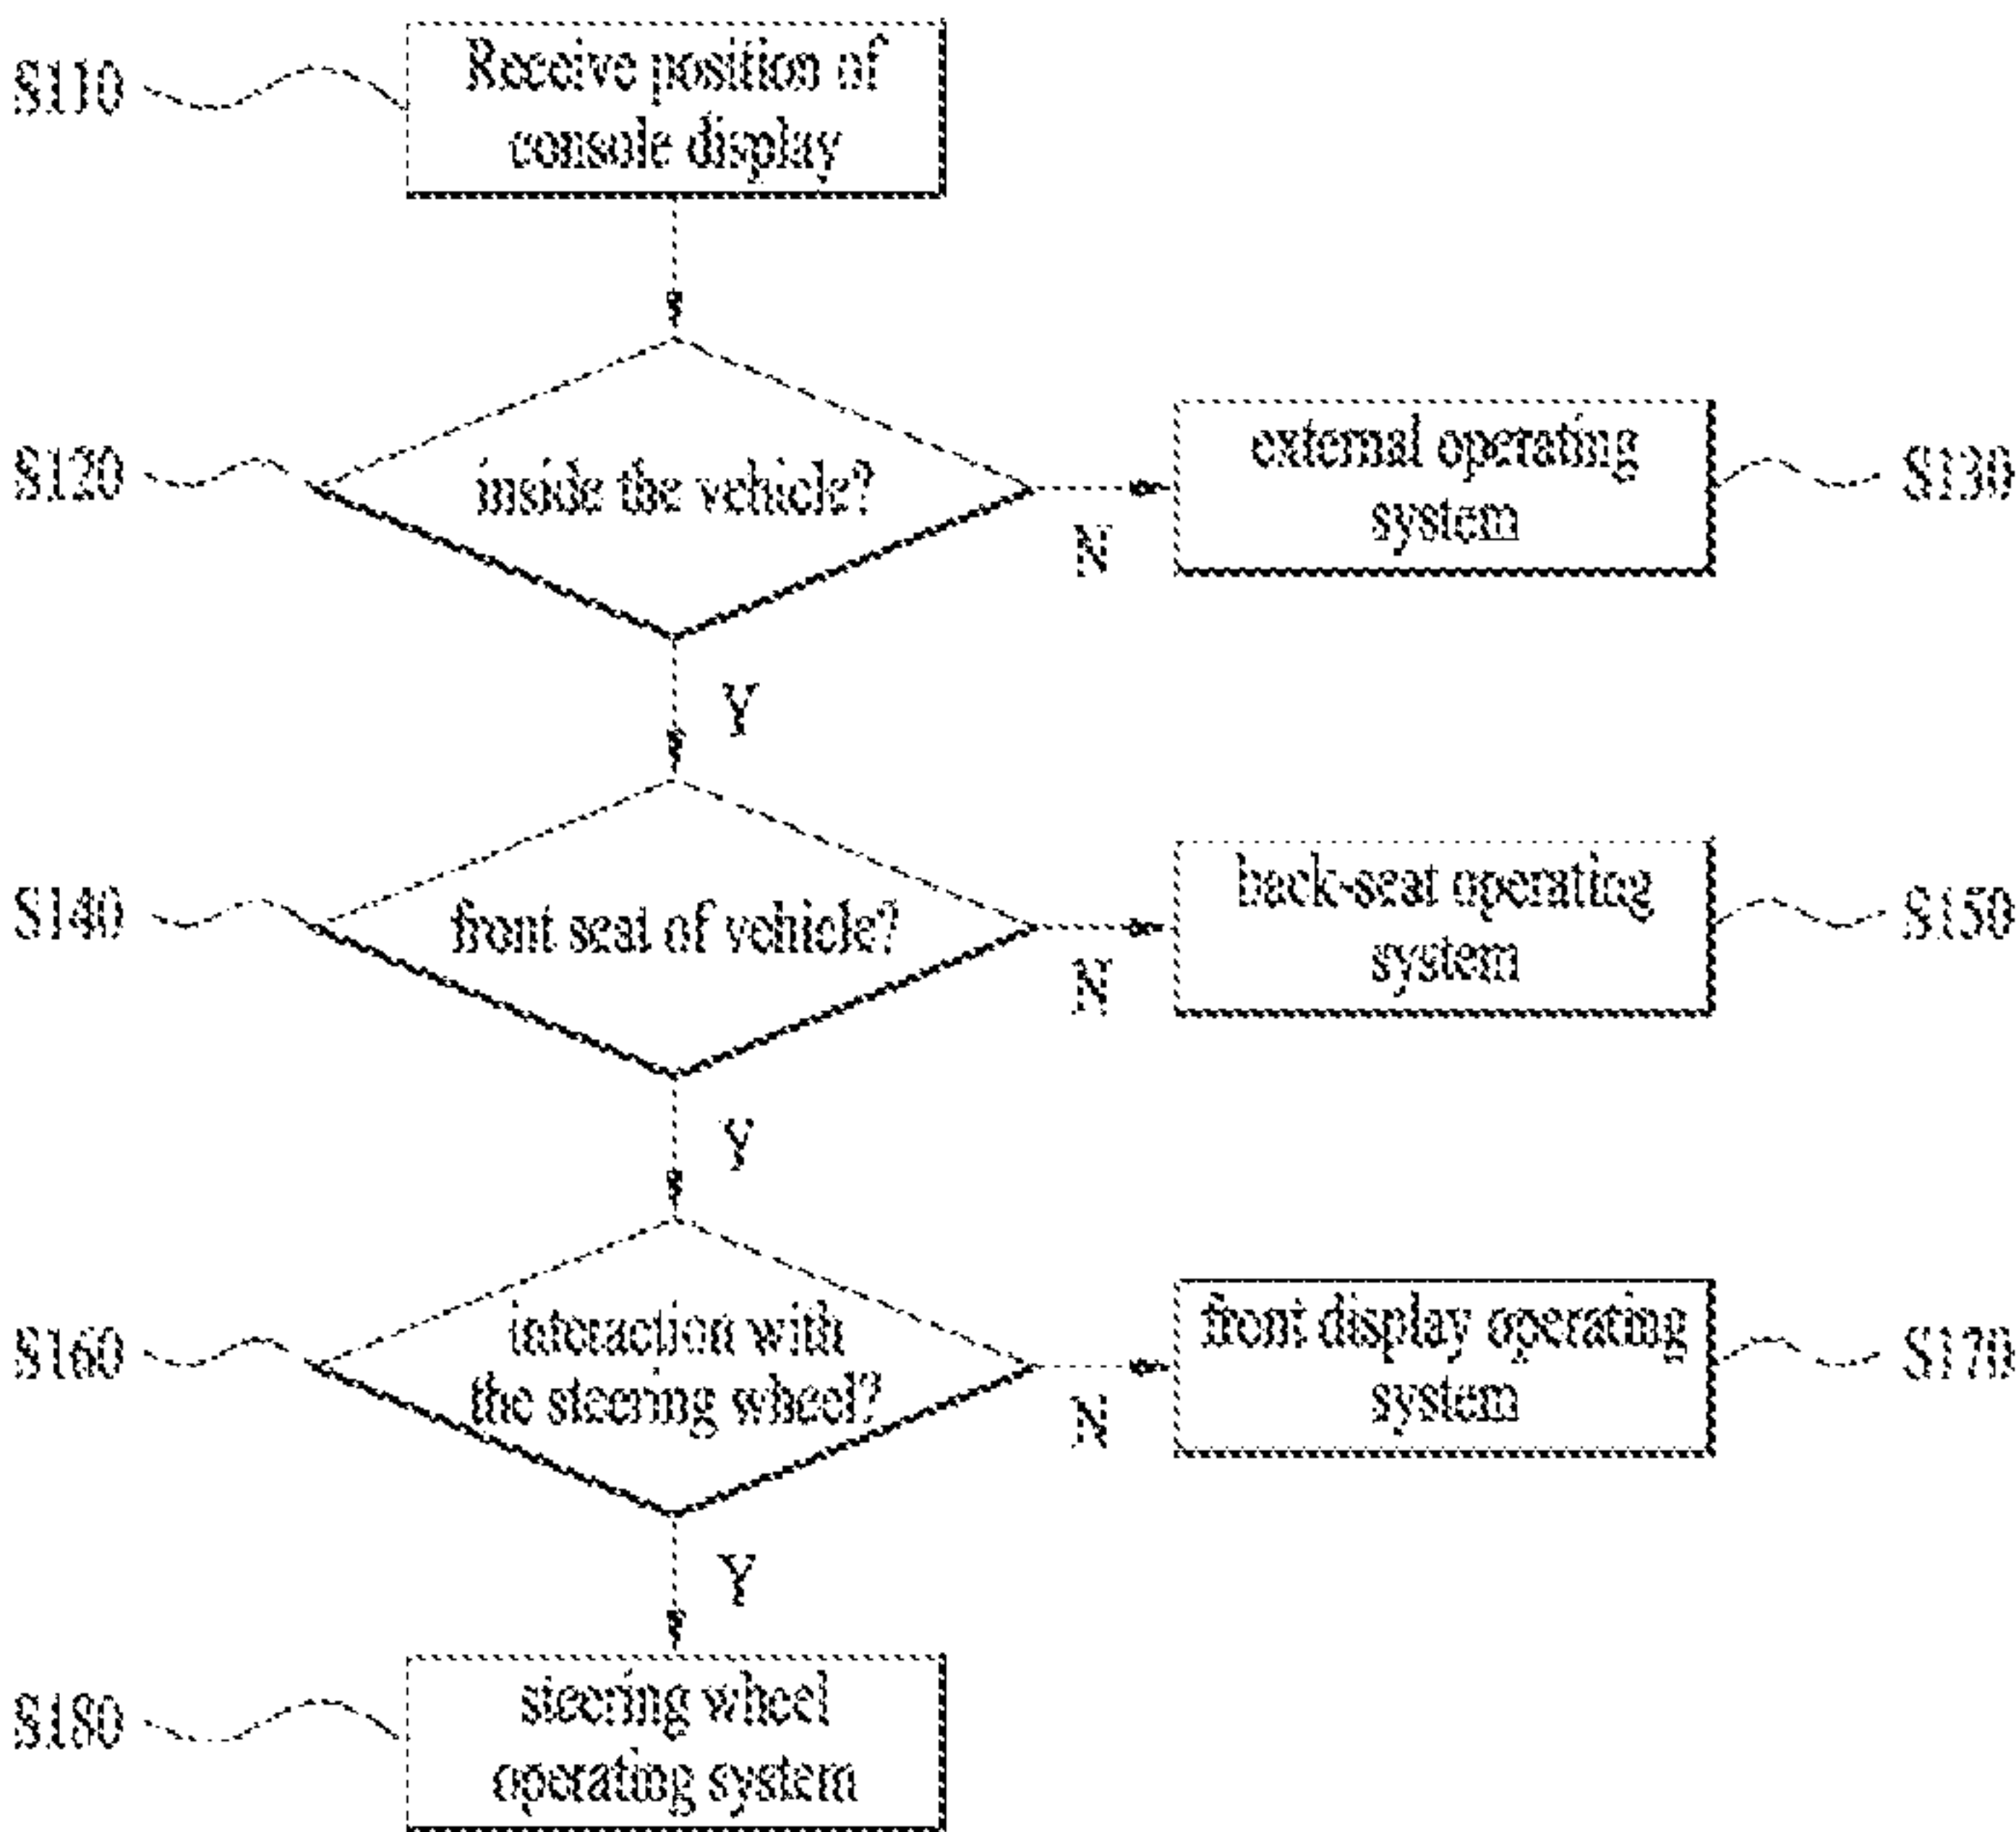 S110
Receive position of
console display
S120
inside the vehicle?
N
external operating
system
S130
Y
S140
front seat of vehicle?
N
back-seat operating
system
S150
Y
S160
interaction with
the steering wheel?
N
front display operating
system
S170
Y
S180
steering wheel
operating system